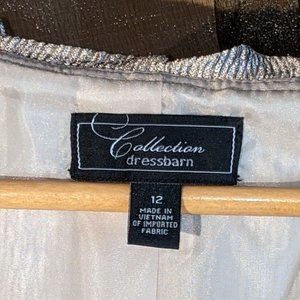 Collection
dressbarn
12
MADE IN
VIETNAM
OF IMPORTED
FABRIC